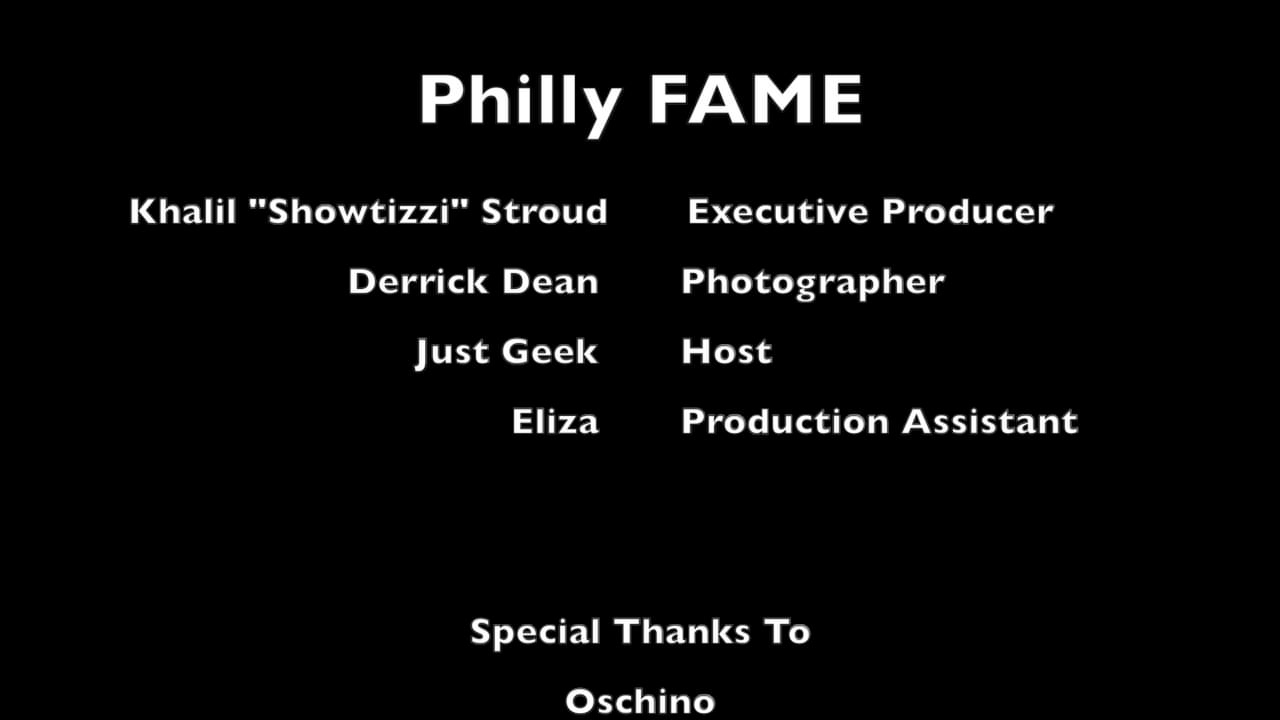 Philly FAME
Khalil "Showtizzi" Stroud Executive Producer
Derrick Dean Photographer
Just Geek Host
Eliza Production Assistant
Special Thanks To
Oschino